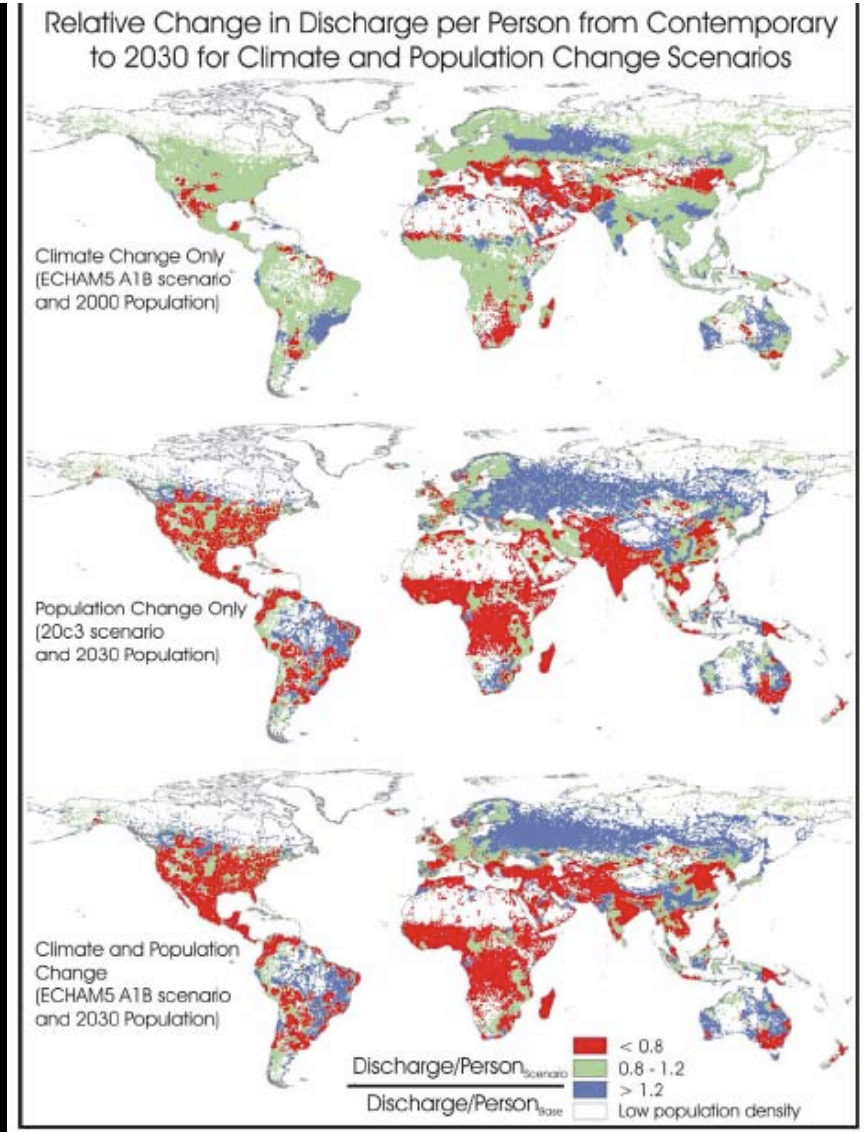 Relative Change in Discharge per Person from Contemporary
to 2030 for Climate and Population Change Scenarios
Climate Change Only
(ECHAM5 A1B scenario
and 2000 Population)
Population Change Only
(20c3 scenario
and 2030 Population)
Climate and Population
Change
(ECHAM5 A1B scenario
and 2030 Population)
Discharge/Person Scenario
Discharge/Person Base
< 0.8
0.8 - 1.2
> 1.2
Low population density